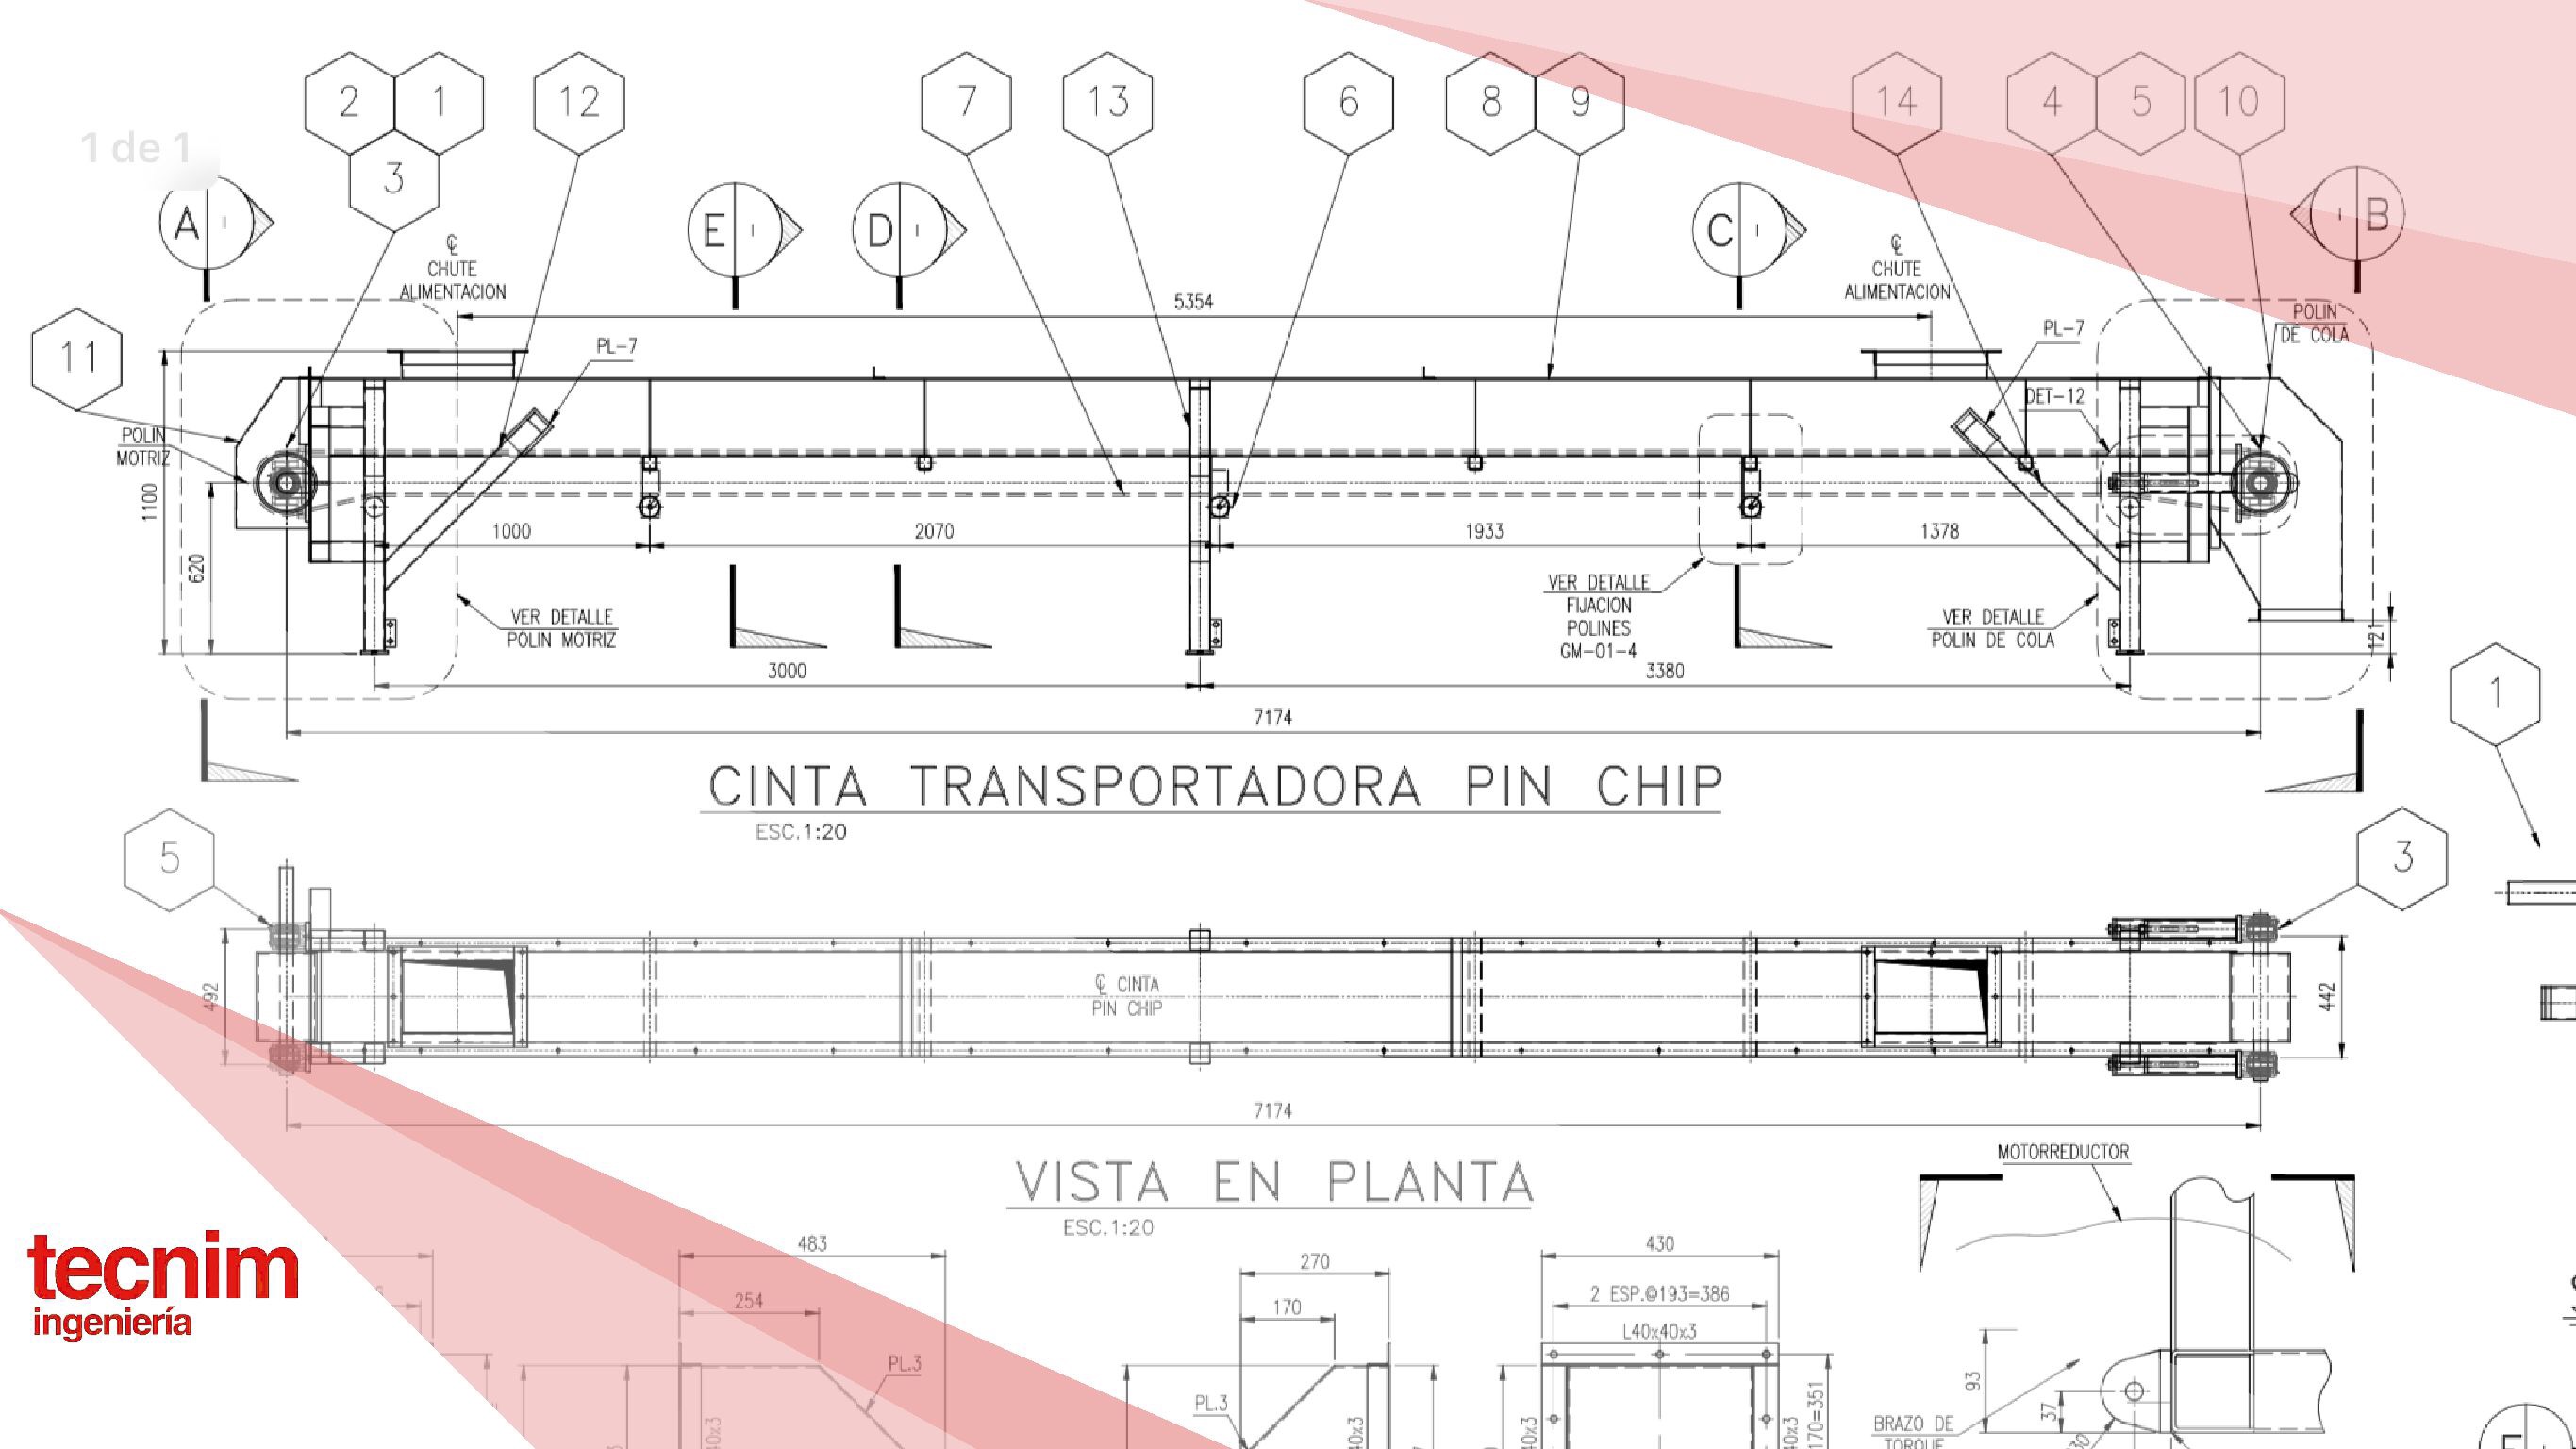 2
1
12
7
13
6
8
9
14
4
5
10
1 de 1
3
A
E
D
C
B
℄
CHUTE
ALIMENTACION
℄
CHUTE
ALIMENTACION
5354
11
PL-7
PL-7
POLIN
DE COLA
DET-12
POLIN
MOTRIZ
1100
620
1000
2070
1933
1378
VER DETALLE
POLIN MOTRIZ
VER DETALLE
FIJACION
POLINES
GM-01-4
VER DETALLE
POLIN DE COLA
121
3000
3380
7174
1
CINTA TRANSPORTADORA PIN CHIP
ESC.1:20
5
3
492
℄ CINTA
PIN CHIP
442
7174
VISTA EN PLANTA
ESC.1:20
MOTORREDUCTOR
tecnim
ingeniería
483
254
PL.3
270
170
PL.3
430
2 ESP.@193=386
L40x40x3
170=351
40x3
40x3
40x3
40x3
93
37
BRAZO DE
TORQUE